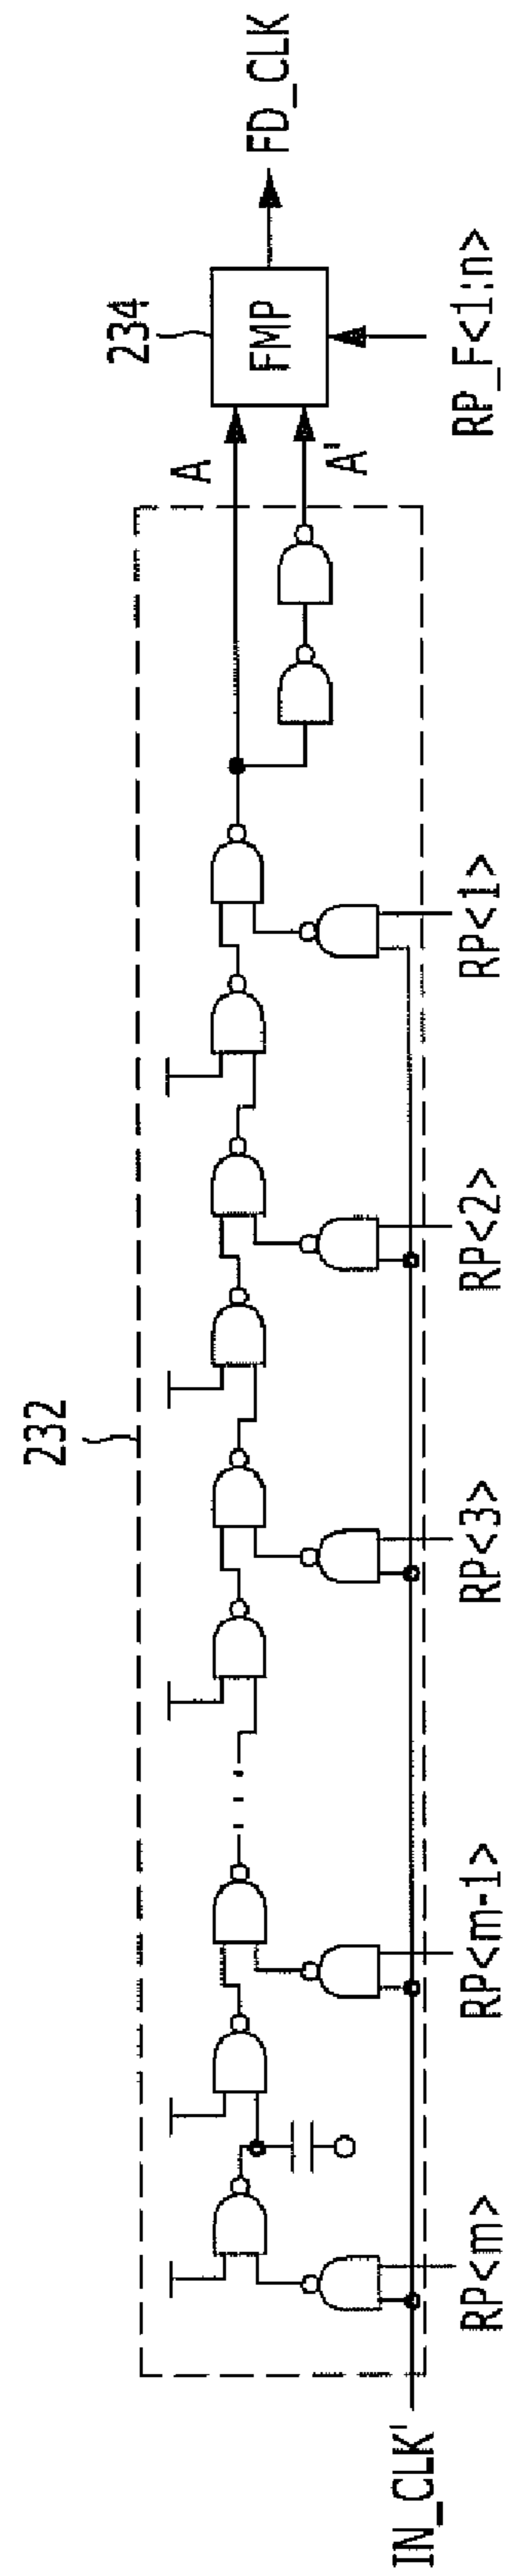 232
234
A
A'
FMP
FD_CLK
RP_F<1:n>
IN_CLK'
RP<m>
RP<m-1>
RP<3>
RP<2>
RP<1>